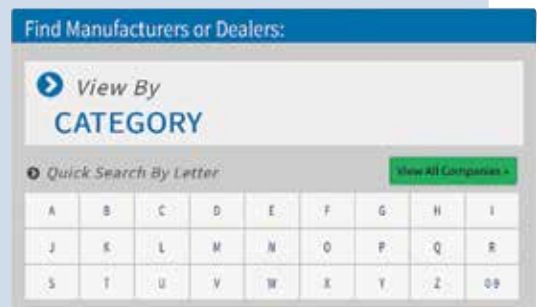 Find Manufacturers or Dealers:
View By
CATEGORY
Quick Search By Letter
View All Companies »
A B C D E F G H I
J K L M N O P Q R
S T U V W X Y Z 0-9